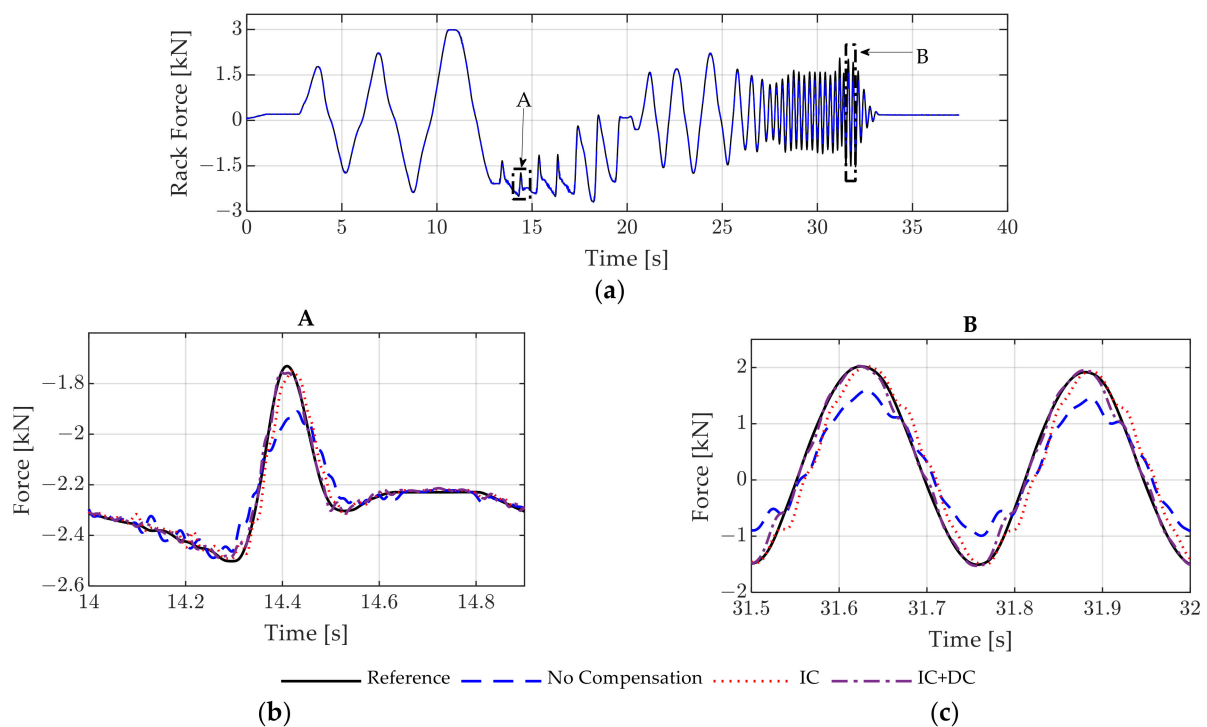 Rack Force [kN]
3
1.5
0
−1.5
−3
A
B
0 5 10 15 20 25 30 35 40
Time [s]
(a)
A
Force [kN]
−1.8
−2
−2.2
−2.4
−2.6
14 14.2 14.4 14.6 14.8
Time [s]
B
Force [kN]
2
1
0
−1
−2
31.5 31.6 31.7 31.8 31.9 32
Time [s]
Reference No Compensation IC IC+DC
(b) (c)